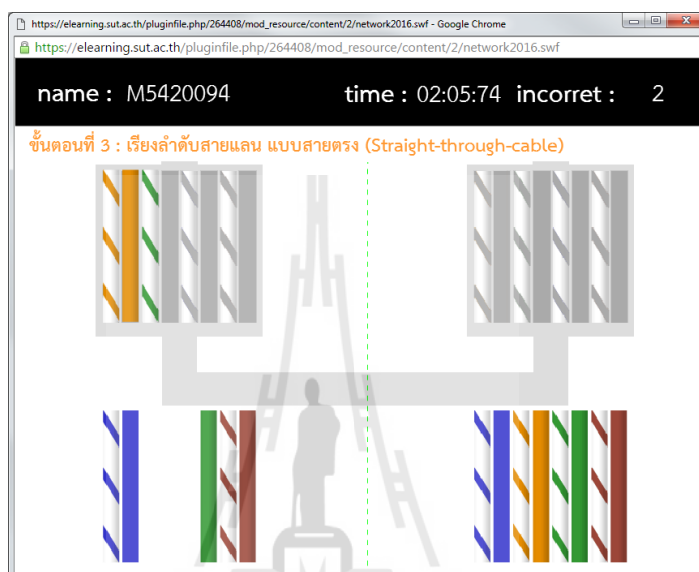 https://elearning.sut.ac.th/pluginfile.php/264408/mod_resource/content/2/network2016.swf - Google Chrome
https://elearning.sut.ac.th/pluginfile.php/264408/mod_resource/content/2/network2016.swf
name : M5420094 time : 02:05:74 incorret : 2
ขั้นตอนที่ 3 : เรียงลำดับสายแลน แบบสายตรง (Straight-through-cable)